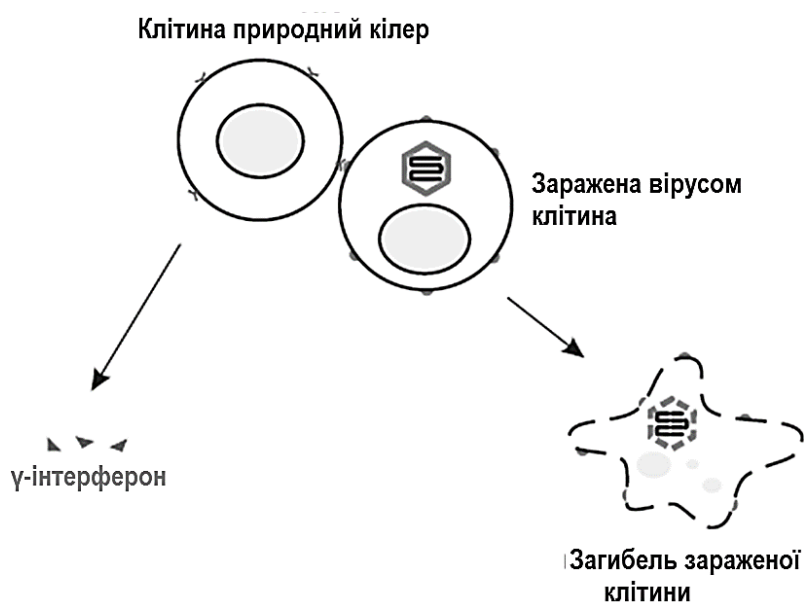 Клітина природний кілер
Заражена вірусом
клітина
γ-інтерферон
Загибель зараженої
клітини